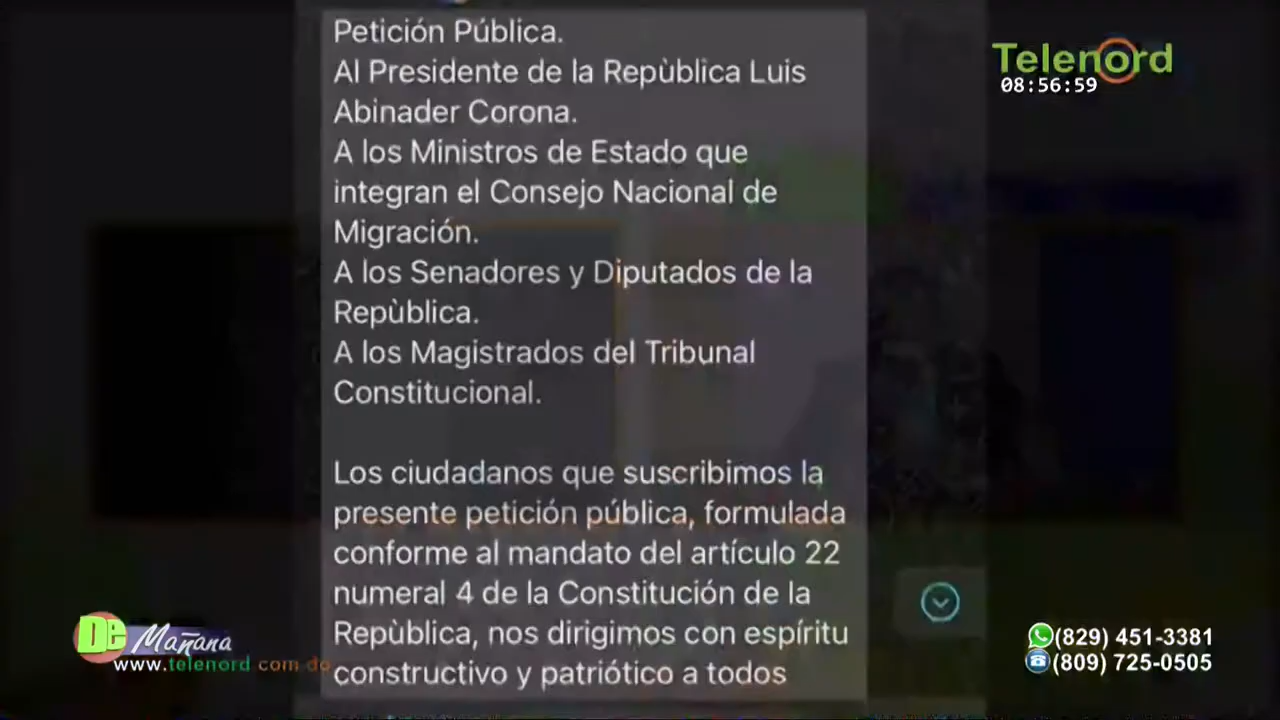 Petición Pública.
Al Presidente de la Repùblica Luis
Abinader Corona.
A los Ministros de Estado que
integran el Consejo Nacional de
Migración.
A los Senadores y Diputados de la
Repùblica.
A los Magistrados del Tribunal
Constitucional.
Los ciudadanos que suscribimos la
presente petición pública, formulada
conforme al mandato del artículo 22
numeral 4 de la Constitución de la
Repùblica, nos dirigimos con espíritu
constructivo y patriótico a todos
Telenord
08:56:59
De Mañana
www.telenord.com.do
(829) 451-3381
(809) 725-0505